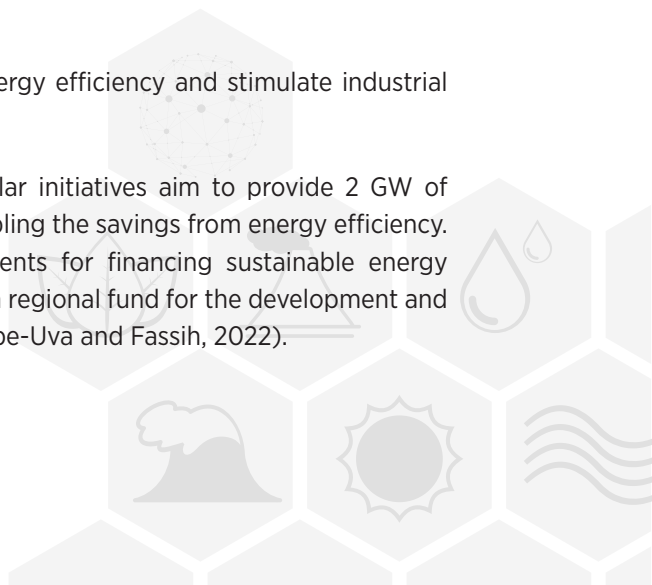 ergy efficiency and stimulate industrial
lar initiatives aim to provide 2 GW of
ling the savings from energy efficiency.
ents for financing sustainable energy
regional fund for the development and
be-Uva and Fassih, 2022).